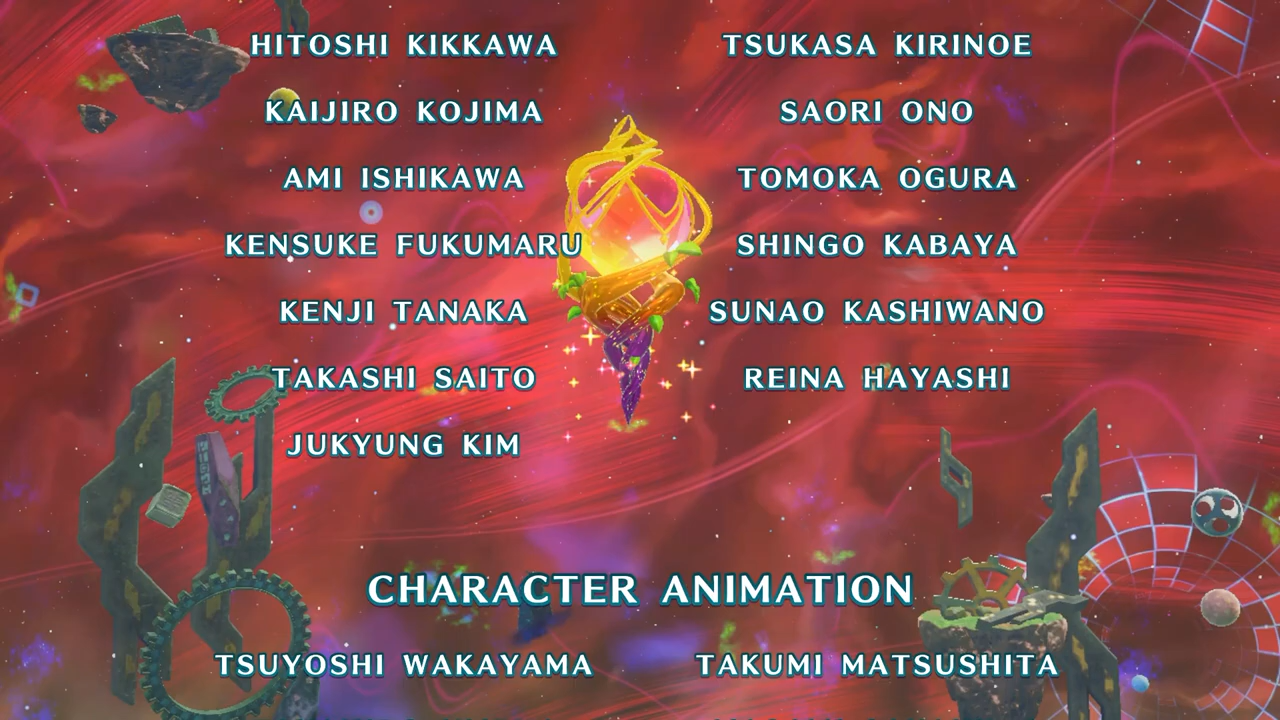 HITOSHI KIKKAWA TSUKASA KIRINOE
KAIJIRO KOJIMA SAORI ONO
AMI ISHIKAWA TOMOKA OGURA
KENSUKE FUKUMARU SHINGO KABAYA
KENJI TANAKA SUNAO KASHIWANO
TAKASHI SAITO REINA HAYASHI
JUKYUNG KIM
CHARACTER ANIMATION
TSUYOSHI WAKAYAMA TAKUMI MATSUSHITA